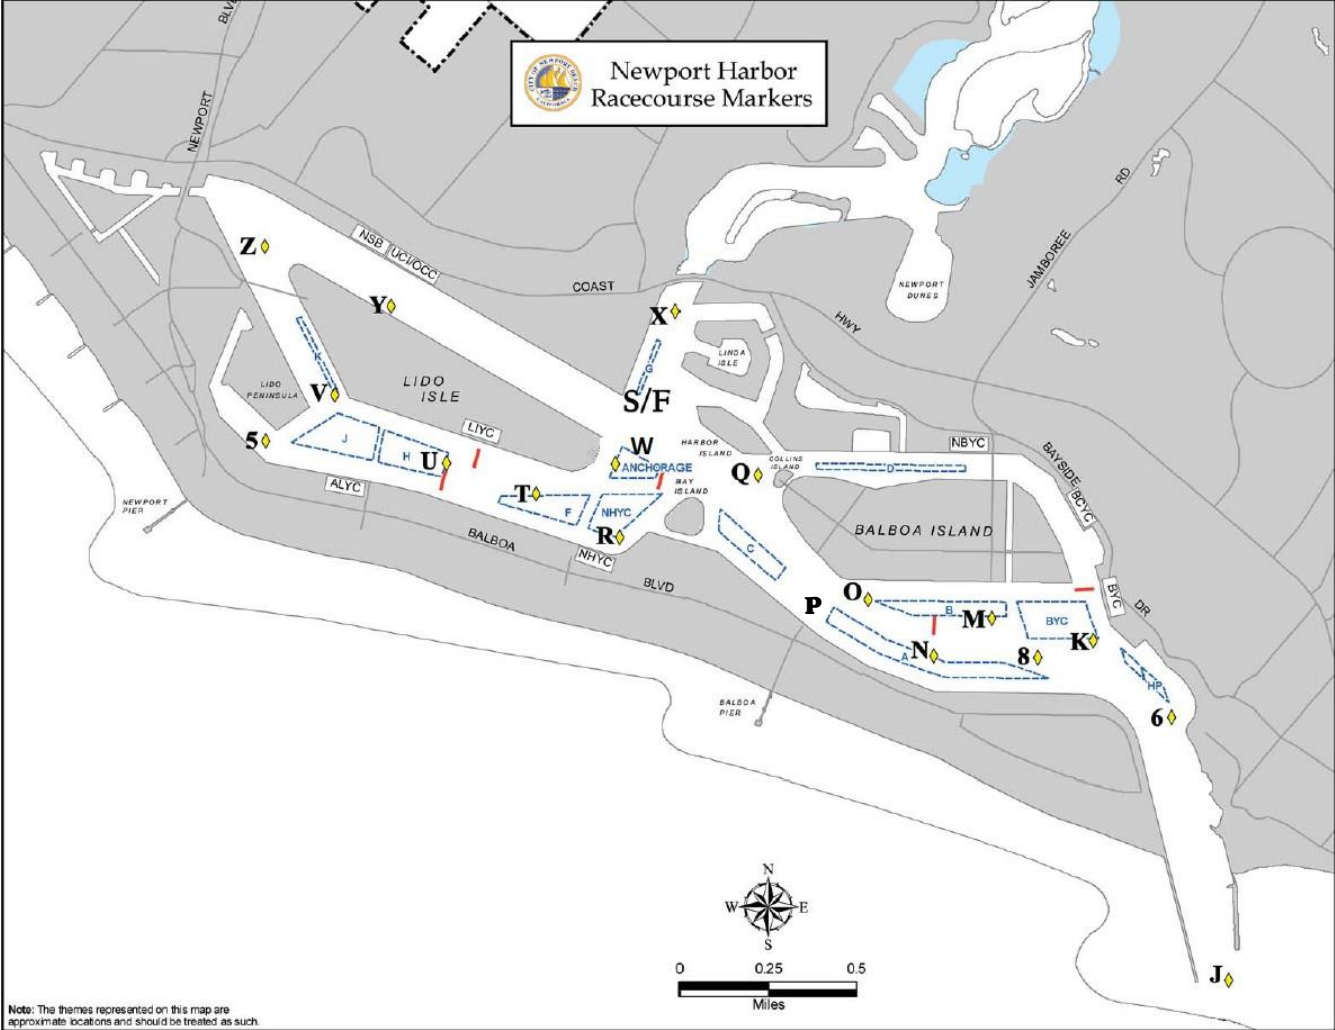 BLVD
NEWPORT
Newport Harbor
Racecourse Markers
RD
JAMBOREE
NSB
UCI/OCC
COAST
HWY
NEWPORT
DUNES
Z
Y
X
LINDA
ISLE
G
K
LIDO
PENINSULA
V
LIDO
ISLE
S/F
5
J
H
U
LIYC
W
ANCHORAGE
HARBOR
ISLAND
BAY
ISLAND
Q
COLLINS
ISLAND
D
NBYC
BAYSIDE
BCYC
ALYC
T
F
NHYC
R
NHYC
NEWPORT
PIER
BALBOA
BLVD
C
BALBOA ISLAND
P
O
B
M
BYC
K
BYC
DR
A
N
8
HP
6
BALBOA
PIER
N
W
E
S
0
0.25
0.5
Miles
J
Note: The themes represented on this map are
approximate locations and should be treated as such.